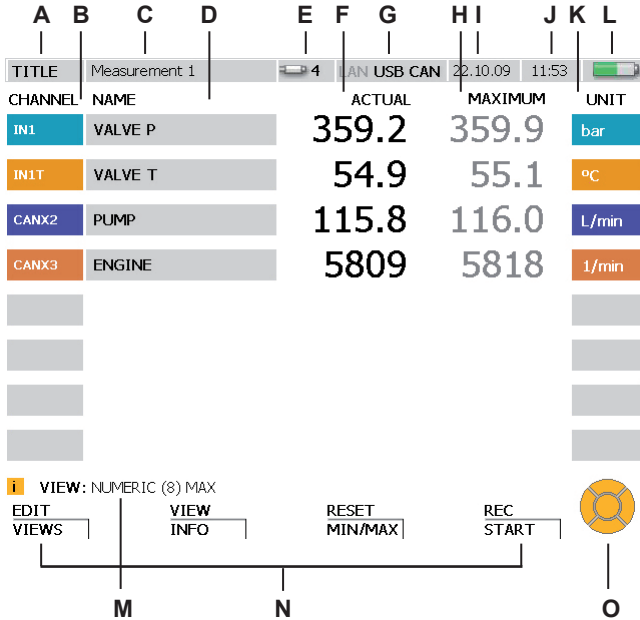 A B C D E F G H I J K L
TITLE Measurement 1 4 LAN USB CAN 22.10.09 11:53
CHANNEL NAME ACTUAL MAXIMUM UNIT
IN1 VALVE P 359.2 359.9 bar
IN1T VALVE T 54.9 55.1 ºC
CANX2 PUMP 115.8 116.0 L/min
CANX3 ENGINE 5809 5818 1/min
i VIEW: NUMERIC (8) MAX
EDIT VIEW RESET REC
VIEWS INFO MIN/MAX START
M N O